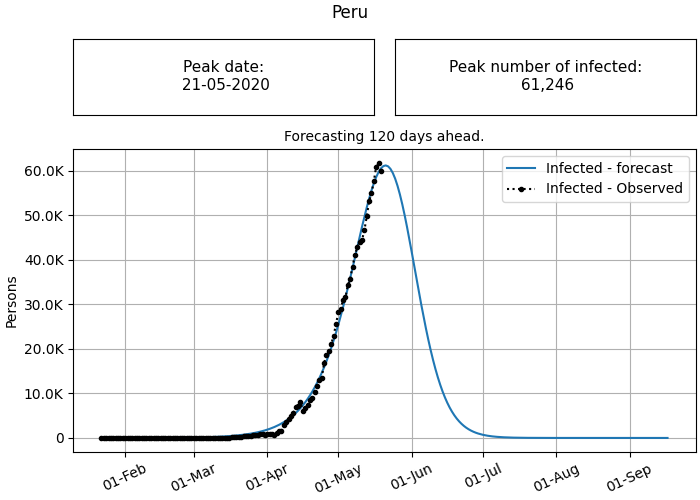 Peru
Peak date:
21-05-2020
Peak number of infected:
61,246
Forecasting 120 days ahead.
Infected - forecast
Infected - Observed
Persons
60.0K
50.0K
40.0K
30.0K
20.0K
10.0K
0
01-Feb
01-Mar
01-Apr
01-May
01-Jun
01-Jul
01-Aug
01-Sep